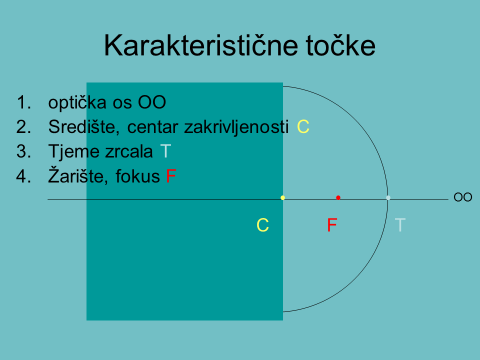 Karakteristične točke
1. optička os OO
2. Središte, centar zakrivljenosti C
3. Tjeme zrcala T
4. Žarište, fokus F
OO
C F T